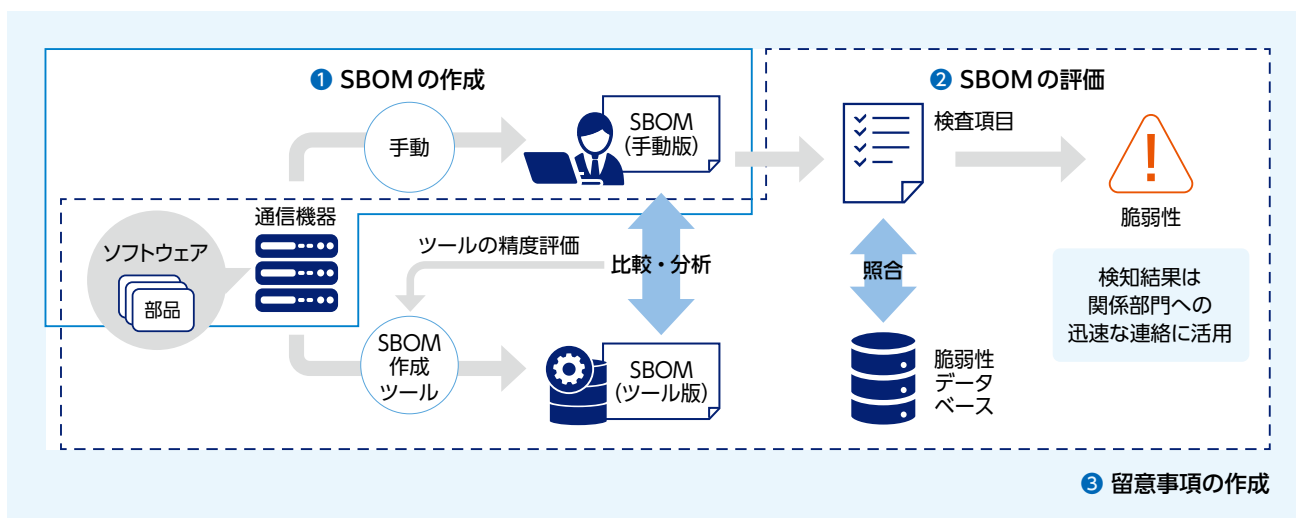 ❶ SBOMの作成
手動
SBOM
(手動版)
通信機器
ソフトウェア
部品
ツールの精度評価
比較・分析
SBOM
作成
ツール
SBOM
(ツール版)
❷ SBOMの評価
検査項目
脆弱性
照合
脆弱性
データ
ベース
検知結果は
関係部門への
迅速な連絡に活用
❸ 留意事項の作成